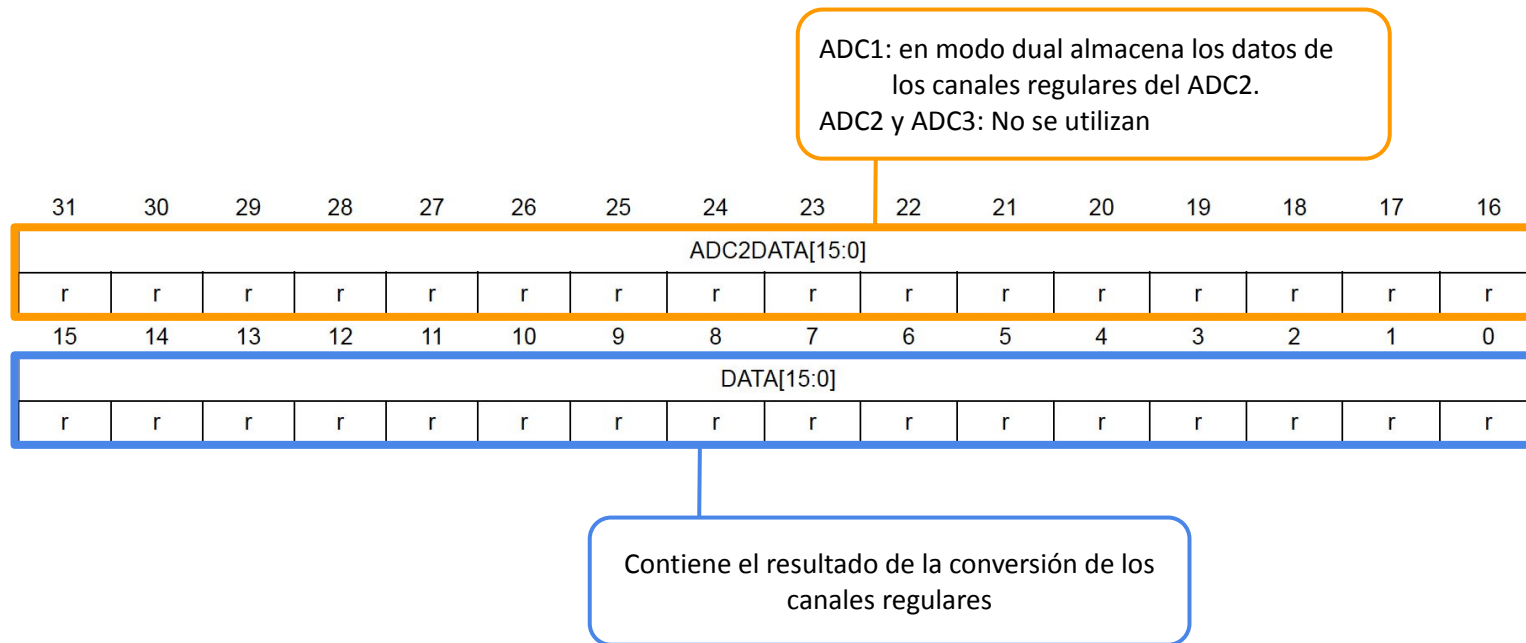 ADC1: en modo dual almacena los datos de
los canales regulares del ADC2.
ADC2 y ADC3: No se utilizan
31 30 29 28 27 26 25 24 23 22 21 20 19 18 17 16
ADC2DATA[15:0]
r r r r r r r r r r r r r r r r
15 14 13 12 11 10 9 8 7 6 5 4 3 2 1 0
DATA[15:0]
r r r r r r r r r r r r r r r r
Contiene el resultado de la conversión de los
canales regulares